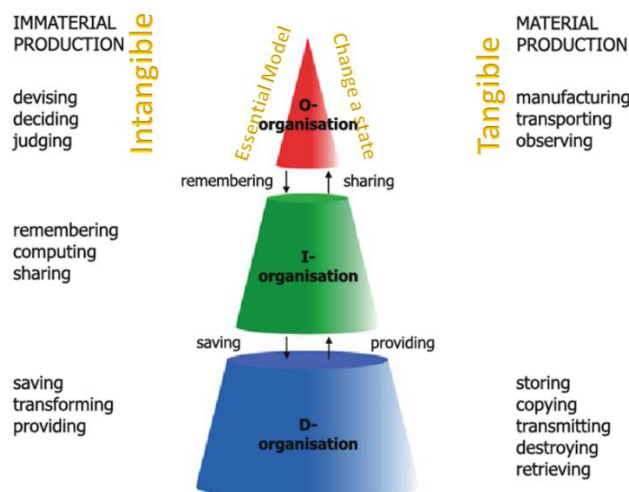 IMMATERIAL
PRODUCTION
Intangible
devising
deciding
judging
Essential Model
Change a state
O-
organisation
MATERIAL
PRODUCTION
Tangible
manufacturing
transporting
observing
remembering
sharing
remembering
computing
sharing
I-
organisation
saving
providing
saving
transforming
providing
D-
organisation
storing
copying
transmitting
destroying
retrieving